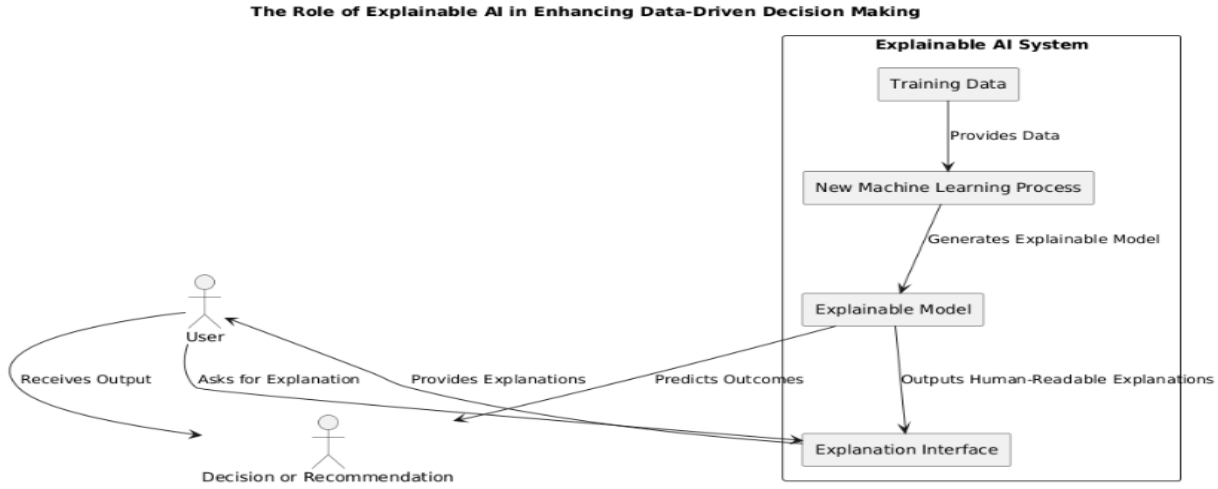 The Role of Explainable AI in Enhancing Data-Driven Decision Making
Explainable AI System
Training Data
Provides Data
New Machine Learning Process
Generates Explainable Model
Explainable Model
User
Receives Output
Asks for Explanation
Provides Explanations
Predicts Outcomes
Outputs Human-Readable Explanations
Explanation Interface
Decision or Recommendation